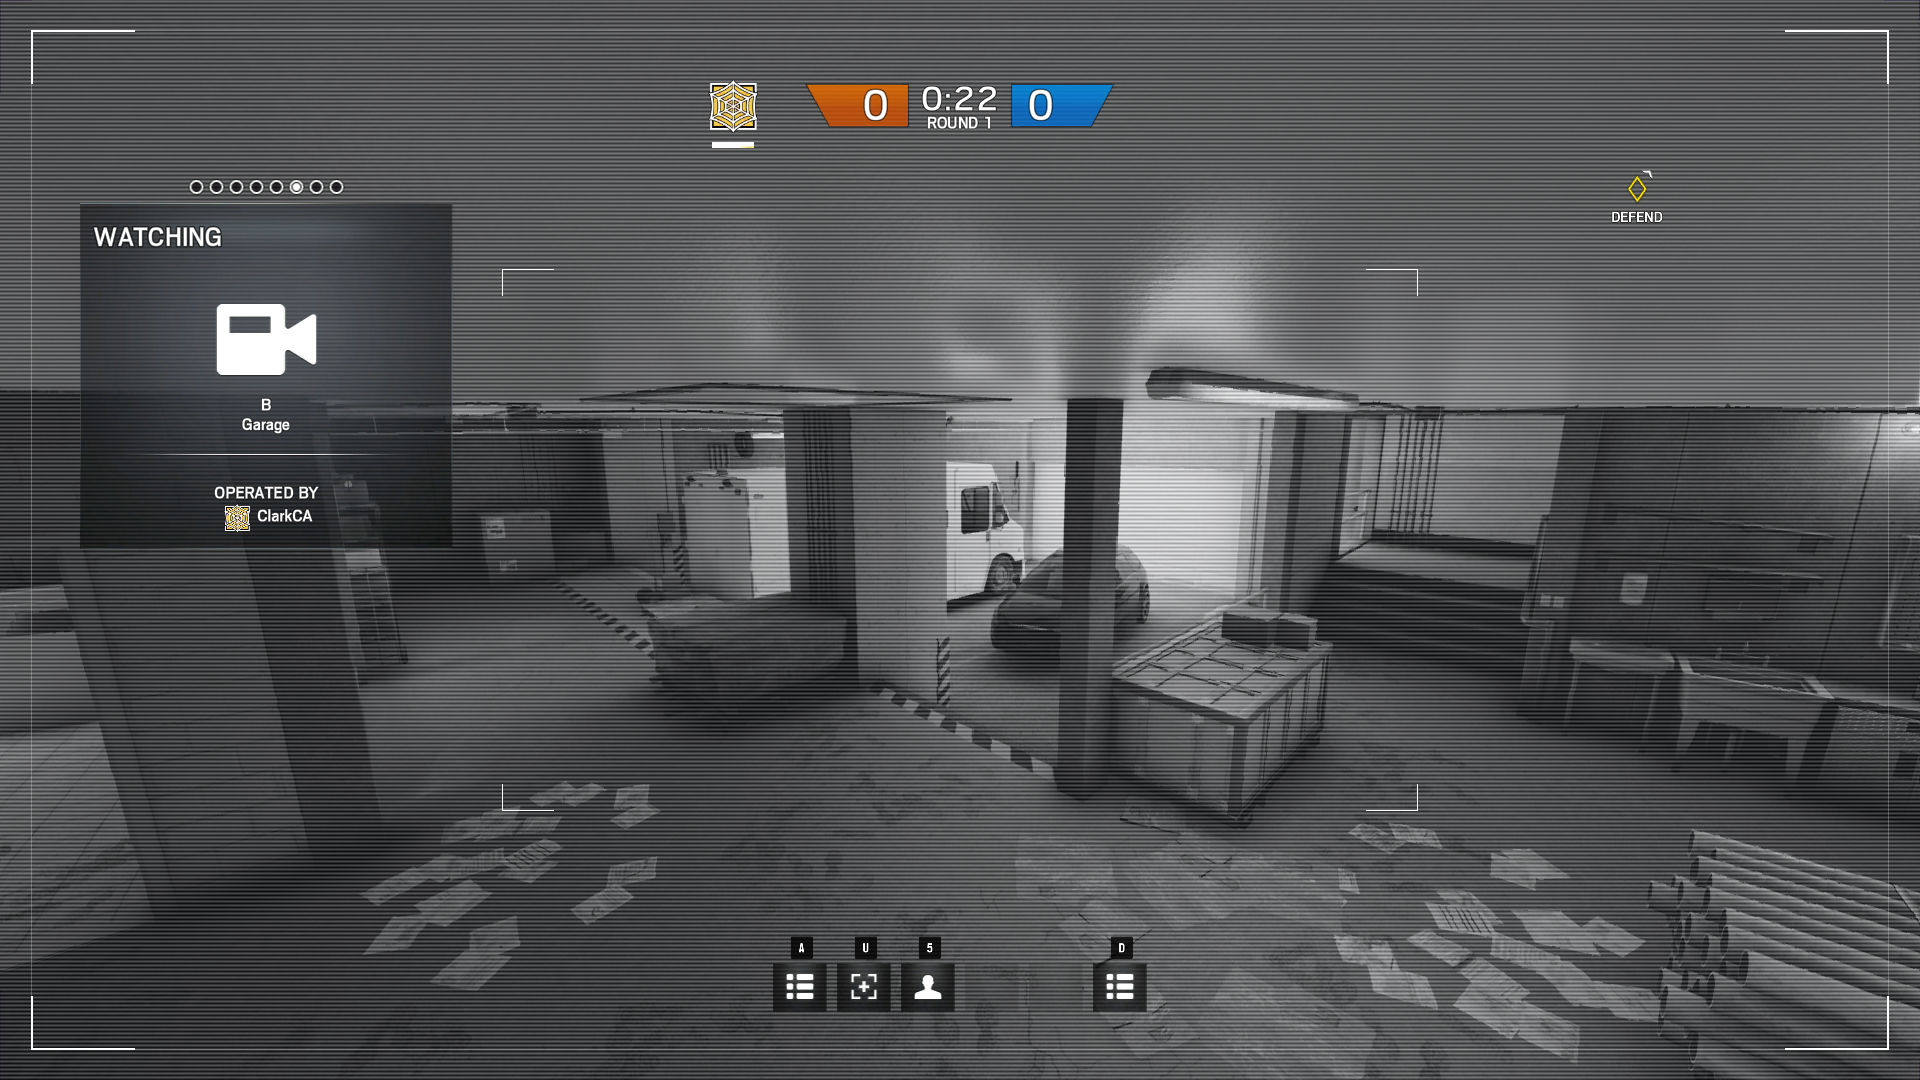 0
0:22
0
ROUND 1
WATCHING
DEFEND
B
Garage
OPERATED BY
ClarkCA
A
U
5
D